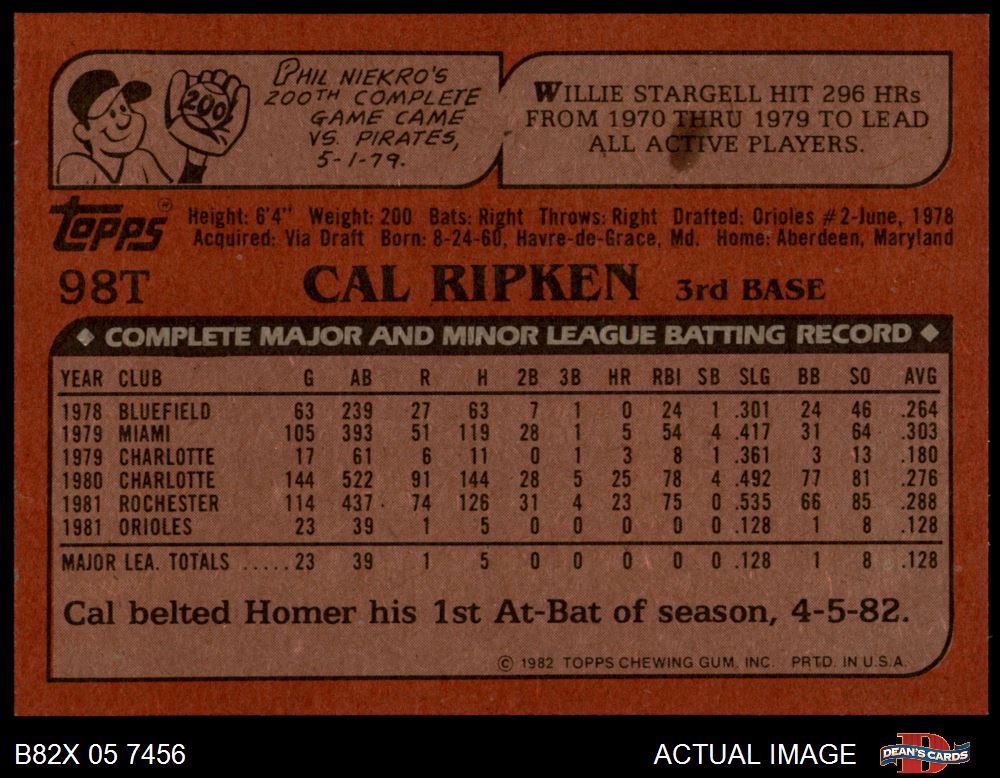 200
PHIL NIEKRO'S
200TH COMPLETE
GAME CAME
VS. PIRATES,
5-1-79.
WILLIE STARGELL HIT 296 HRs
FROM 1970 THRU 1979 TO LEAD
ALL ACTIVE PLAYERS.
TOPPS®
Height: 6'4" Weight: 200 Bats: Right Throws: Right Drafted: Orioles #2-June, 1978
Acquired: Via Draft Born: 8-24-60, Havre-de-Grace, Md. Home: Aberdeen, Maryland
98T CAL RIPKEN 3rd BASE
◆ COMPLETE MAJOR AND MINOR LEAGUE BATTING RECORD ◆
YEAR CLUB G AB R H 2B 3B HR RBI SB SLG BB SO AVG
1978 BLUEFIELD 63 239 27 63 7 1 0 24 1 .301 24 46 .264
1979 MIAMI 105 393 51 119 28 1 5 54 4 .417 31 64 .303
1979 CHARLOTTE 17 61 6 11 0 1 3 8 1 .361 3 13 .180
1980 CHARLOTTE 144 522 91 144 28 5 25 78 4 .492 77 81 .276
1981 ROCHESTER 114 437 74 126 31 4 23 75 0 .535 66 85 .288
1981 ORIOLES 23 39 1 5 0 0 0 0 0 .128 1 8 .128
MAJOR LEA. TOTALS .....23 39 1 5 0 0 0 0 0 .128 1 8 .128
Cal belted Homer his 1st At-Bat of season, 4-5-82.
© 1982 TOPPS CHEWING GUM, INC. PRTD. IN U.S.A.
B82X 05 7456 ACTUAL IMAGE DEAN'S CARDS